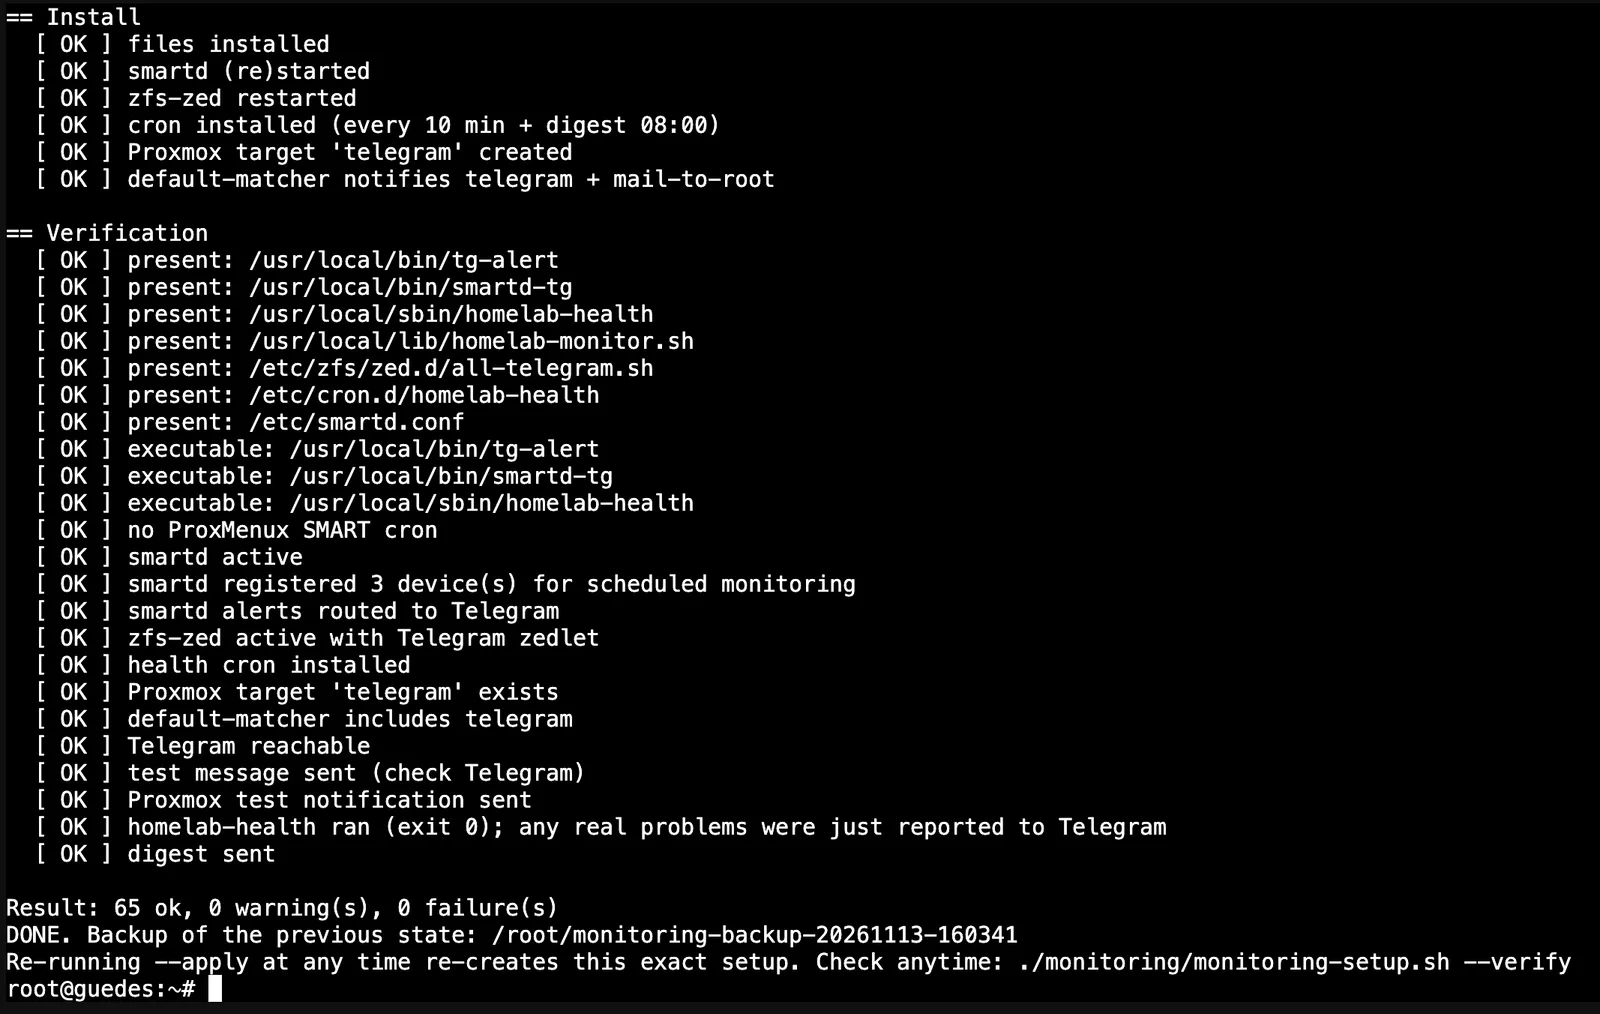 == Install
[ OK ] files installed
[ OK ] smartd (re)started
[ OK ] zfs-zed restarted
[ OK ] cron installed (every 10 min + digest 08:00)
[ OK ] Proxmox target 'telegram' created
[ OK ] default-matcher notifies telegram + mail-to-root
== Verification
[ OK ] present: /usr/local/bin/tg-alert
[ OK ] present: /usr/local/bin/smartd-tg
[ OK ] present: /usr/local/sbin/homelab-health
[ OK ] present: /usr/local/lib/homelab-monitor.sh
[ OK ] present: /etc/zfs/zed.d/all-telegram.sh
[ OK ] present: /etc/cron.d/homelab-health
[ OK ] present: /etc/smartd.conf
[ OK ] executable: /usr/local/bin/tg-alert
[ OK ] executable: /usr/local/bin/smartd-tg
[ OK ] executable: /usr/local/sbin/homelab-health
[ OK ] no ProxMenux SMART cron
[ OK ] smartd active
[ OK ] smartd registered 3 device(s) for scheduled monitoring
[ OK ] smartd alerts routed to Telegram
[ OK ] zfs-zed active with Telegram zedlet
[ OK ] health cron installed
[ OK ] Proxmox target 'telegram' exists
[ OK ] default-matcher includes telegram
[ OK ] Telegram reachable
[ OK ] test message sent (check Telegram)
[ OK ] Proxmox test notification sent
[ OK ] homelab-health ran (exit 0); any real problems were just reported to Telegram
[ OK ] digest sent
Result: 65 ok, 0 warning(s), 0 failure(s)
DONE. Backup of the previous state: /root/monitoring-backup-20261113-160341
Re-running --apply at any time re-creates this exact setup. Check anytime: ./monitoring/monitoring-setup.sh --verify
root@guedes:~#